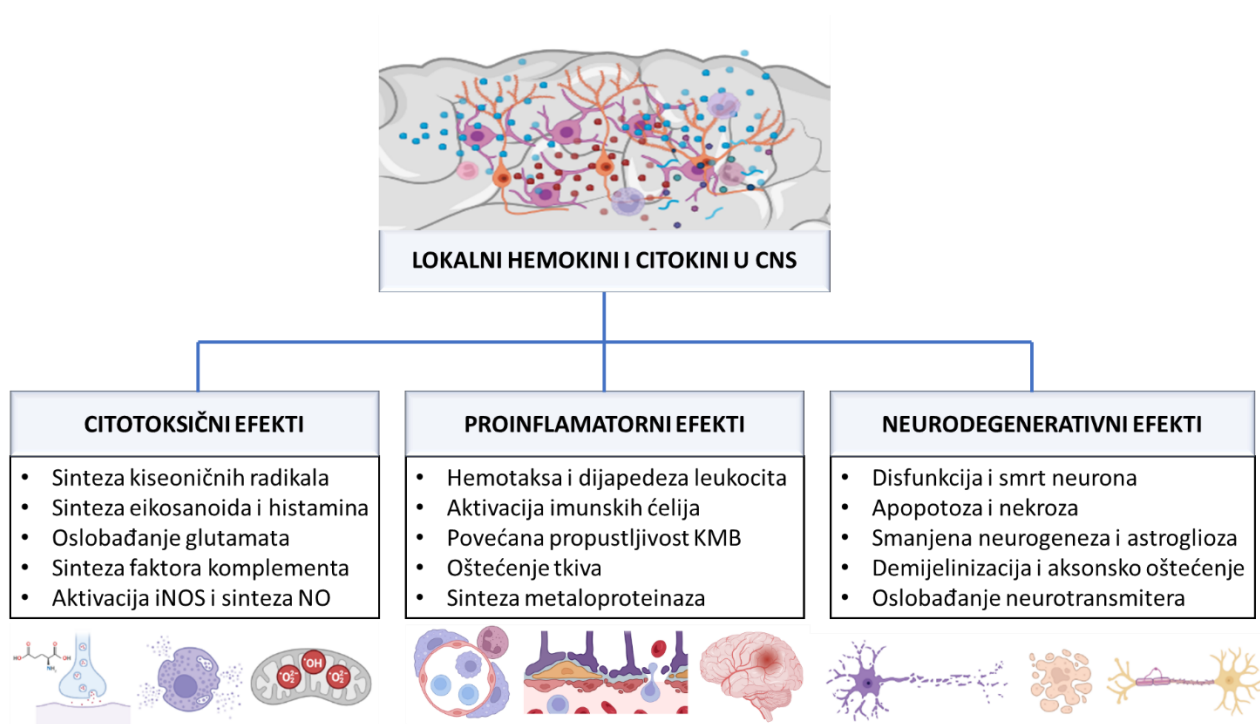 LOKALNI HEMOKINI I CITOKINI U CNS
CITOTOKSIČNI EFEKTI
• Sinteza kiseoničnih radikala
• Sinteza eikosanoida i histamina
• Oslobađanje glutamata
• Sinteza faktora komplementa
• Aktivacija iNOS i sinteza NO
PROINFLAMATORNI EFEKTI
• Hemotaksa i dijapedeza leukocita
• Aktivacija imunskih ćelija
• Povećana propustljivost KMB
• Oštećenje tkiva
• Sinteza metaloproteinaza
NEURODEGENERATIVNI EFEKTI
• Disfunkcija i smrt neurona
• Apopotoza i nekroza
• Smanjena neurogeneza i astroglioza
• Demijelinizacija i aksonsko oštećenje
• Oslobađanje neurotransmitera